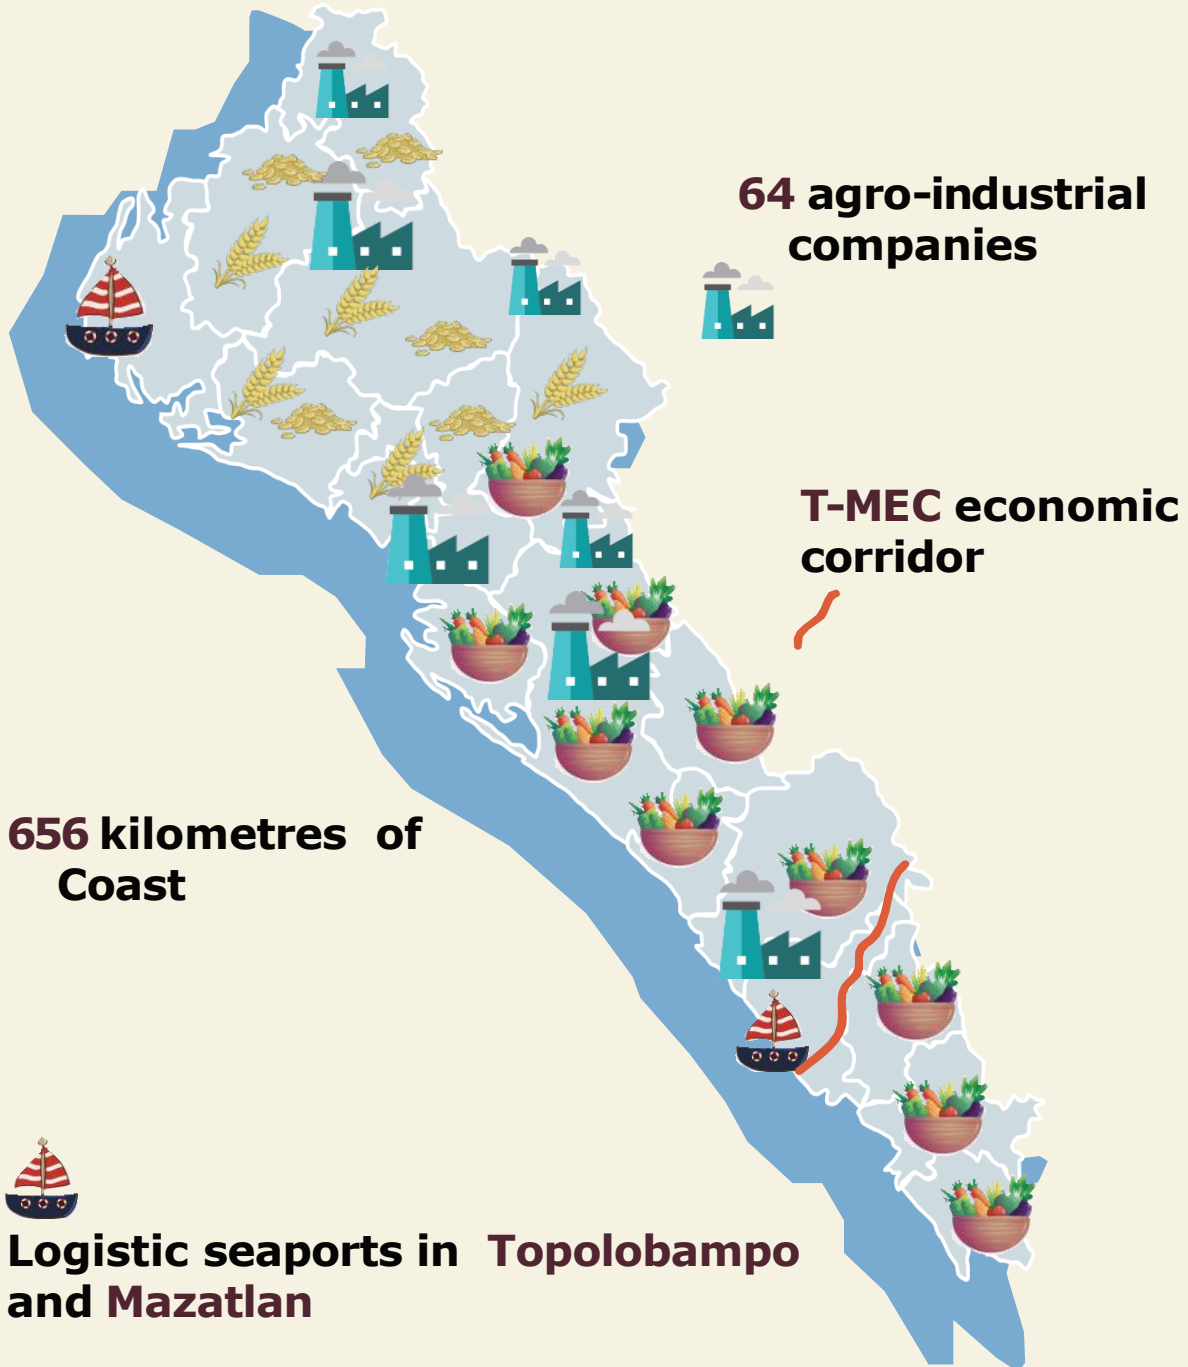 64 agro-industrial
companies
T-MEC economic
corridor
656 kilometres of
Coast
Logistic seaports in Topolobampo
and Mazatlan